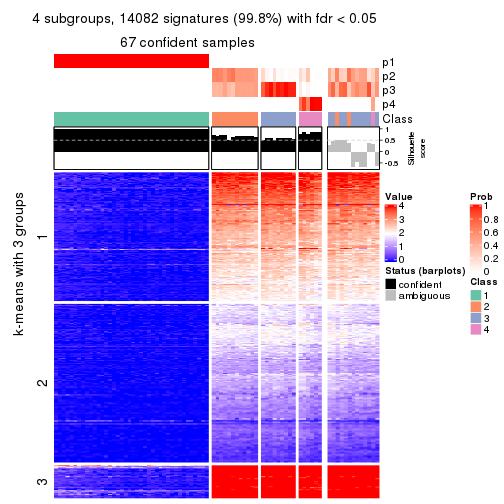 4 subgroups, 14082 signatures (99.8%) with fdr < 0.05
67 confident samples
p1
p2
p3
p4
Class
1
0.5
0
-0.5
Silhouette
score
k-means with 3 groups
1
2
3
Value
4
3
2
1
0
Status (barplots)
confident
ambiguous
Prob
1
0.8
0.6
0.4
0.2
0
Class
1
2
3
4